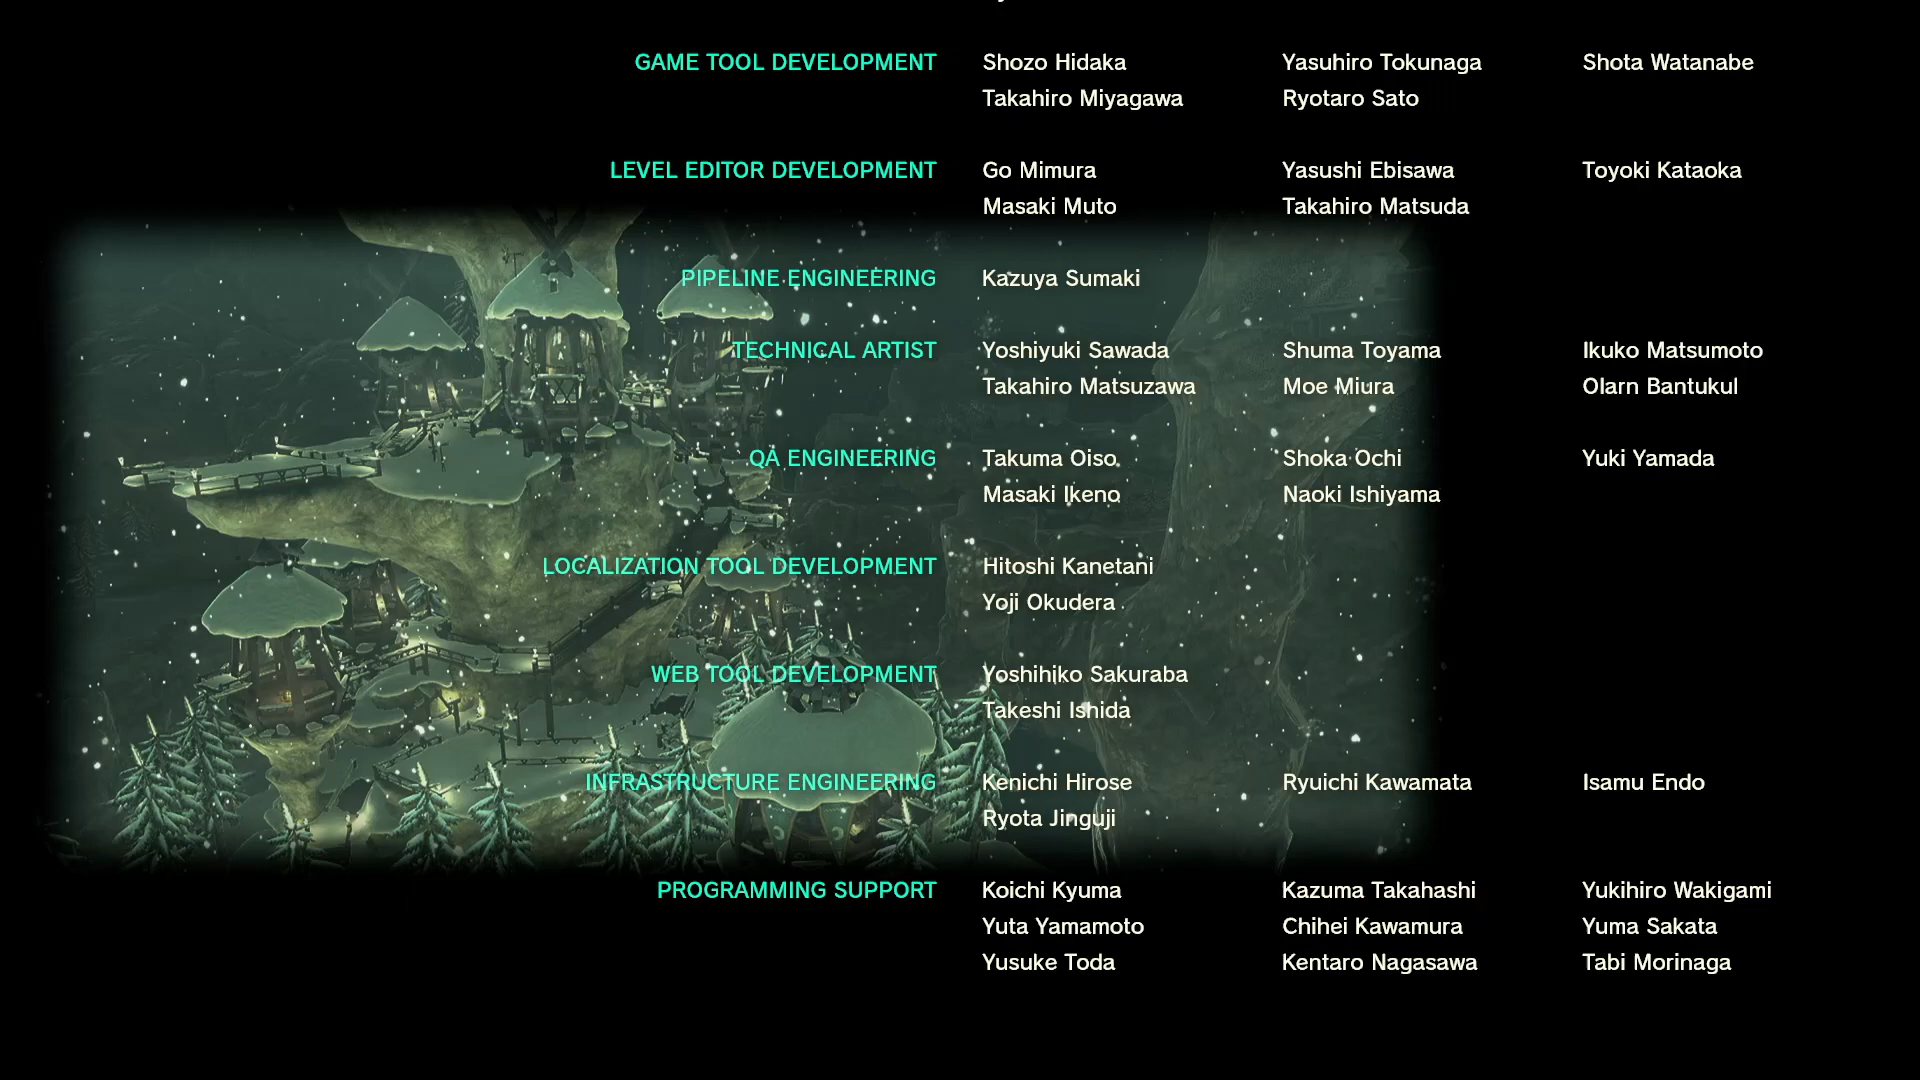 GAME TOOL DEVELOPMENT Shozo Hidaka Yasuhiro Tokunaga Shota Watanabe
Takahiro Miyagawa Ryotaro Sato
LEVEL EDITOR DEVELOPMENT Go Mimura Yasushi Ebisawa Toyoki Kataoka
Masaki Muto Takahiro Matsuda
PIPELINE ENGINEERING Kazuya Sumaki
TECHNICAL ARTIST Yoshiyuki Sawada Shuma Toyama Ikuko Matsumoto
Takahiro Matsuzawa Moe Miura Olarn Bantukul
QA ENGINEERING Takuma Oiso Shoka Ochi Yuki Yamada
Masaki Ikeno Naoki Ishiyama
LOCALIZATION TOOL DEVELOPMENT Hitoshi Kanetani
Yoji Okudera
WEB TOOL DEVELOPMENT Yoshihiko Sakuraba
Takeshi Ishida
INFRASTRUCTURE ENGINEERING Kenichi Hirose Ryuichi Kawamata Isamu Endo
Ryota Jinguji
PROGRAMMING SUPPORT Koichi Kyuma Kazuma Takahashi Yukihiro Wakigami
Yuta Yamamoto Chihei Kawamura Yuma Sakata
Yusuke Toda Kentaro Nagasawa Tabi Morinaga